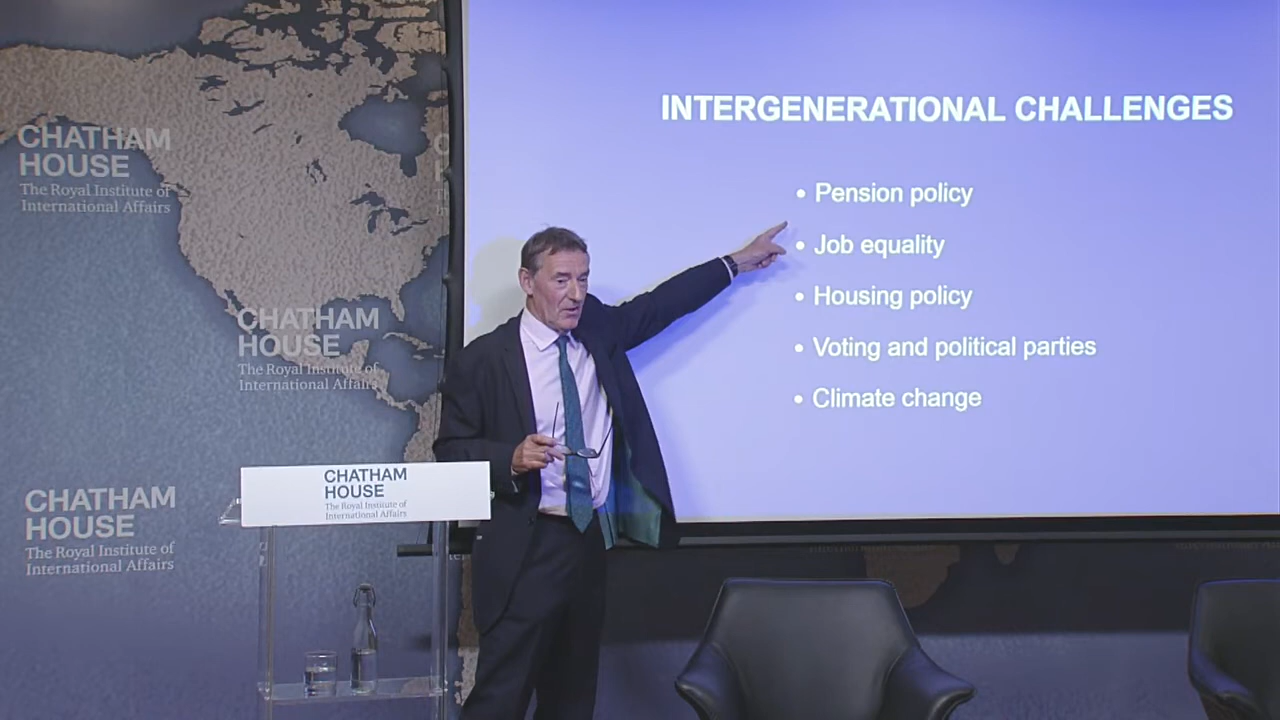 CHATHAM
HOUSE
The Royal Institute of
International Affairs
CHATHAM
HOUSE
The Royal Institute of
International Affairs
CHATHAM
HOUSE
The Royal Institute of
International Affairs
CHATHAM
HOUSE
The Royal Institute of
International Affairs
INTERGENERATIONAL CHALLENGES
• Pension policy
• Job equality
• Housing policy
• Voting and political parties
• Climate change